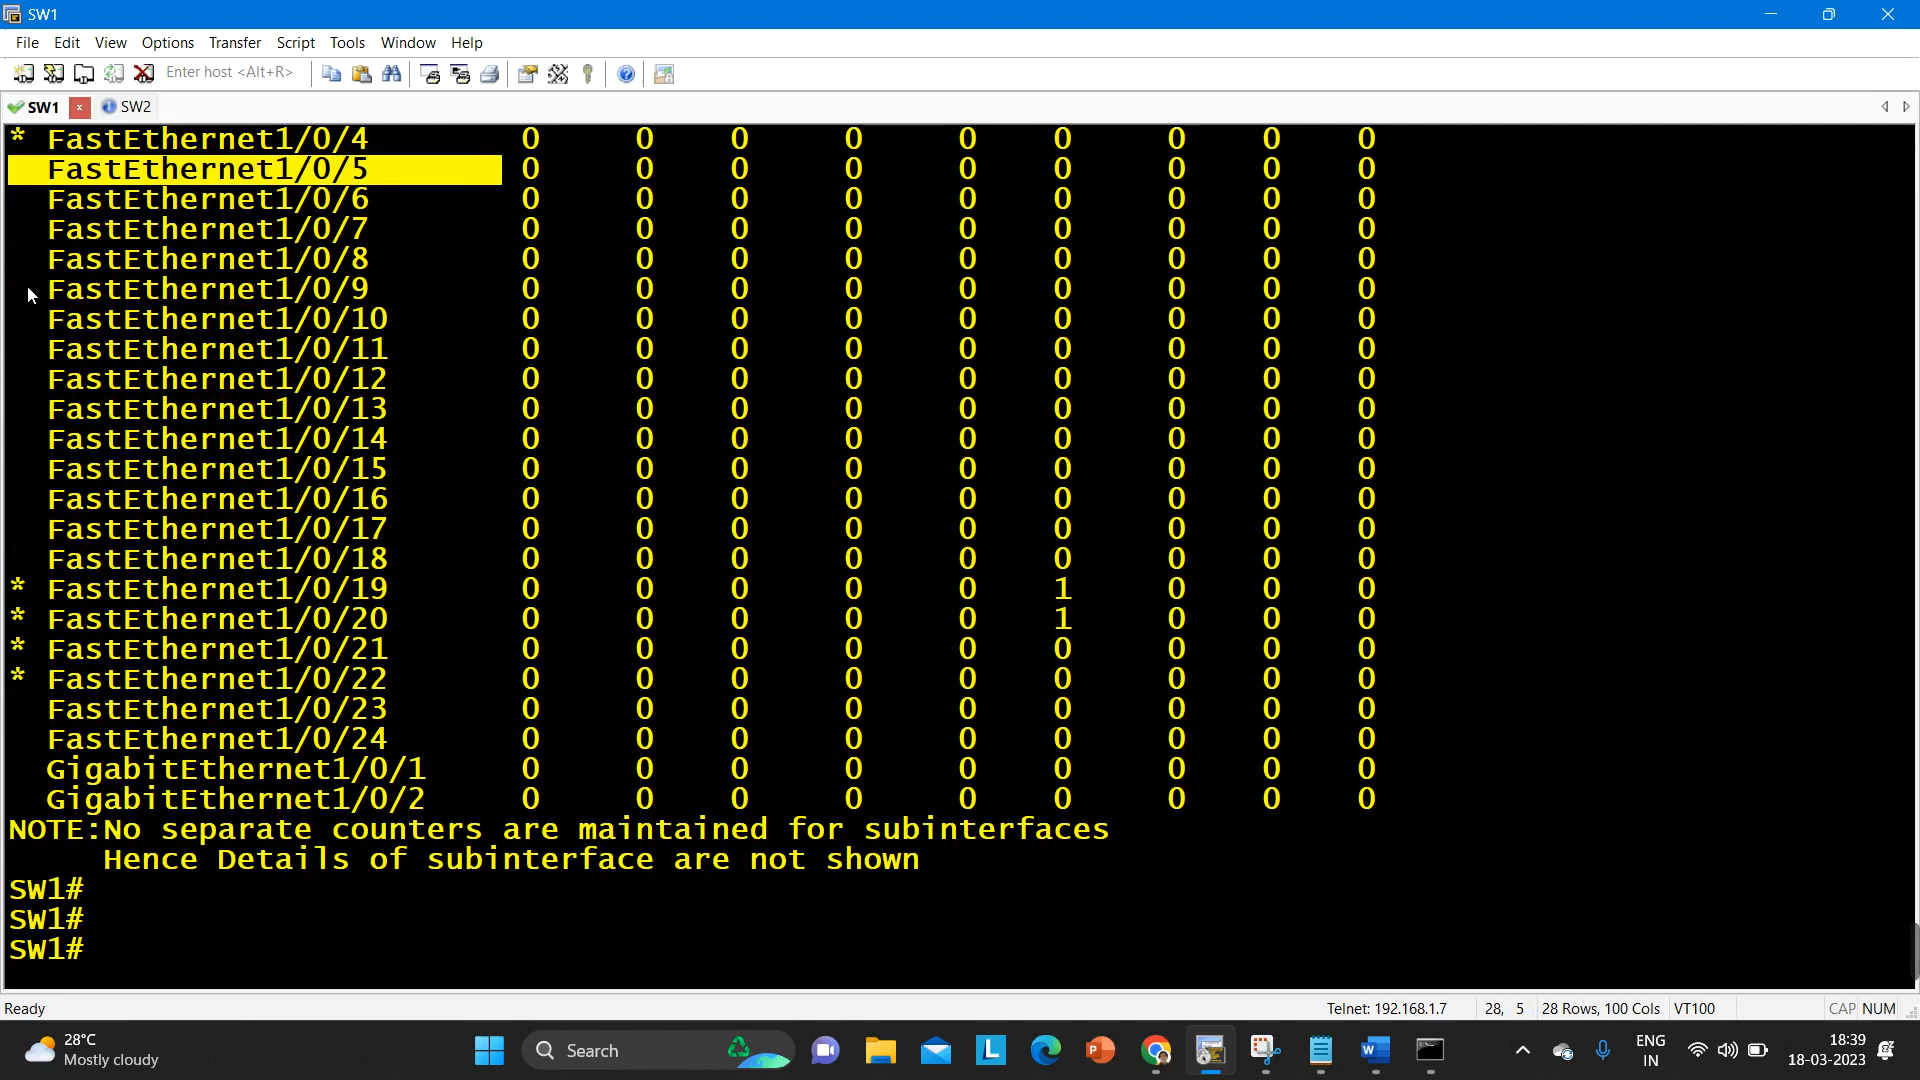 SW1
File Edit View Options Transfer Script Tools Window Help
Enter host <Alt+R>
SW1 SW2
* FastEthernet1/0/4 0 0 0 0 0 0 0 0 0
FastEthernet1/0/5 0 0 0 0 0 0 0 0 0
FastEthernet1/0/6 0 0 0 0 0 0 0 0 0
FastEthernet1/0/7 0 0 0 0 0 0 0 0 0
FastEthernet1/0/8 0 0 0 0 0 0 0 0 0
FastEthernet1/0/9 0 0 0 0 0 0 0 0 0
FastEthernet1/0/10 0 0 0 0 0 0 0 0 0
FastEthernet1/0/11 0 0 0 0 0 0 0 0 0
FastEthernet1/0/12 0 0 0 0 0 0 0 0 0
FastEthernet1/0/13 0 0 0 0 0 0 0 0 0
FastEthernet1/0/14 0 0 0 0 0 0 0 0 0
FastEthernet1/0/15 0 0 0 0 0 0 0 0 0
FastEthernet1/0/16 0 0 0 0 0 0 0 0 0
FastEthernet1/0/17 0 0 0 0 0 0 0 0 0
FastEthernet1/0/18 0 0 0 0 0 0 0 0 0
* FastEthernet1/0/19 0 0 0 0 0 1 0 0 0
* FastEthernet1/0/20 0 0 0 0 0 1 0 0 0
* FastEthernet1/0/21 0 0 0 0 0 0 0 0 0
* FastEthernet1/0/22 0 0 0 0 0 0 0 0 0
FastEthernet1/0/23 0 0 0 0 0 0 0 0 0
FastEthernet1/0/24 0 0 0 0 0 0 0 0 0
GigabitEthernet1/0/1 0 0 0 0 0 0 0 0 0
GigabitEthernet1/0/2 0 0 0 0 0 0 0 0 0
NOTE:No separate counters are maintained for subinterfaces
Hence Details of subinterface are not shown
SW1#
SW1#
SW1#
Ready Telnet: 192.168.1.7 28, 5 28 Rows, 100 Cols VT100 CAP NUM
28°C
Mostly cloudy
Search
ENG
IN
18:39
18-03-2023